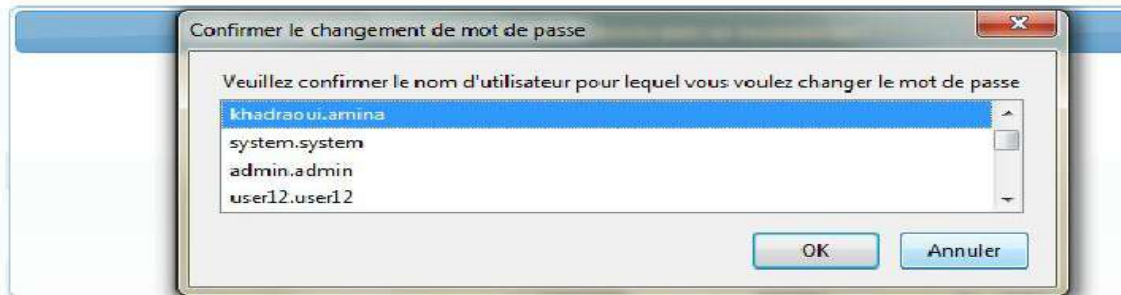 Confirmer le changement de mot de passe
Veuillez confirmer le nom d'utilisateur pour lequel vous voulez changer le mot de passe
khadraoui.amina
system.system
admin.admin
user12.user12
OK
Annuler